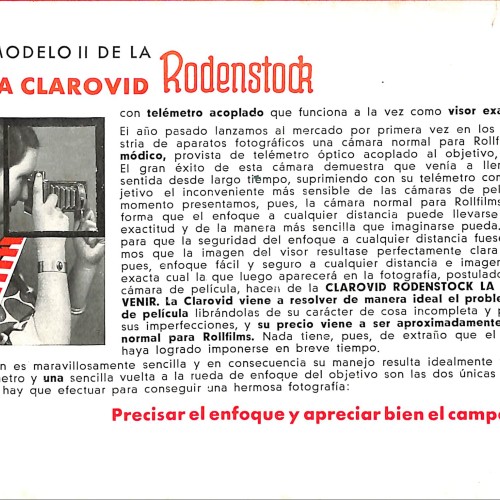 MODELO II DE LA
A CLAROVID Rodenstock
con telémetro acoplado que funciona a la vez como visor exa
El año pasado lanzamos al mercado por primera vez en los
stria de aparatos fotográficos una cámara normal para Rollf
módico, provista de telémetro óptico acoplado al objetivo,
El gran éxito de esta cámara demuestra que venía a ller
sentida desde largo tiempo, suprimiendo con su telémetro con
jetivo el inconveniente más sensible de las cámaras de pel
momento presentamos, pues, la cámara normal para Rollfilms
forma que el enfoque a cualquier distancia puede llevarse
exactitud y de la manera más sencilla que imaginarse pueda.
para que la seguridad del enfoque a cualquier distancia fuese
mos que la imagen del visor resultase perfectamente clara
pues, enfoque fácil y seguro a cualquier distancia e imager
exacta cual la que luego aparecerá en la fotografía, postulado
cámara de película, hacen de la CLAROVID RODENSTOCK LA
VENIR. La Clarovid viene a resolver de manera ideal el proble
de película librándolas de su carácter de cosa incompleta y p
sus imperfecciones, y su precio viene a ser aproximadamente
normal para Rollfilms. Nada tiene, pues, de extraño que el
haya logrado imponerse en breve tiempo.
n es maravillosamente sencilla y en consecuencia su manejo resulta idealmente
metro y una sencilla vuelta a la rueda de enfoque del objetivo son las dos únicas
hay que efectuar para conseguir una hermosa fotografía:
Precisar el enfoque y apreciar bien el campo